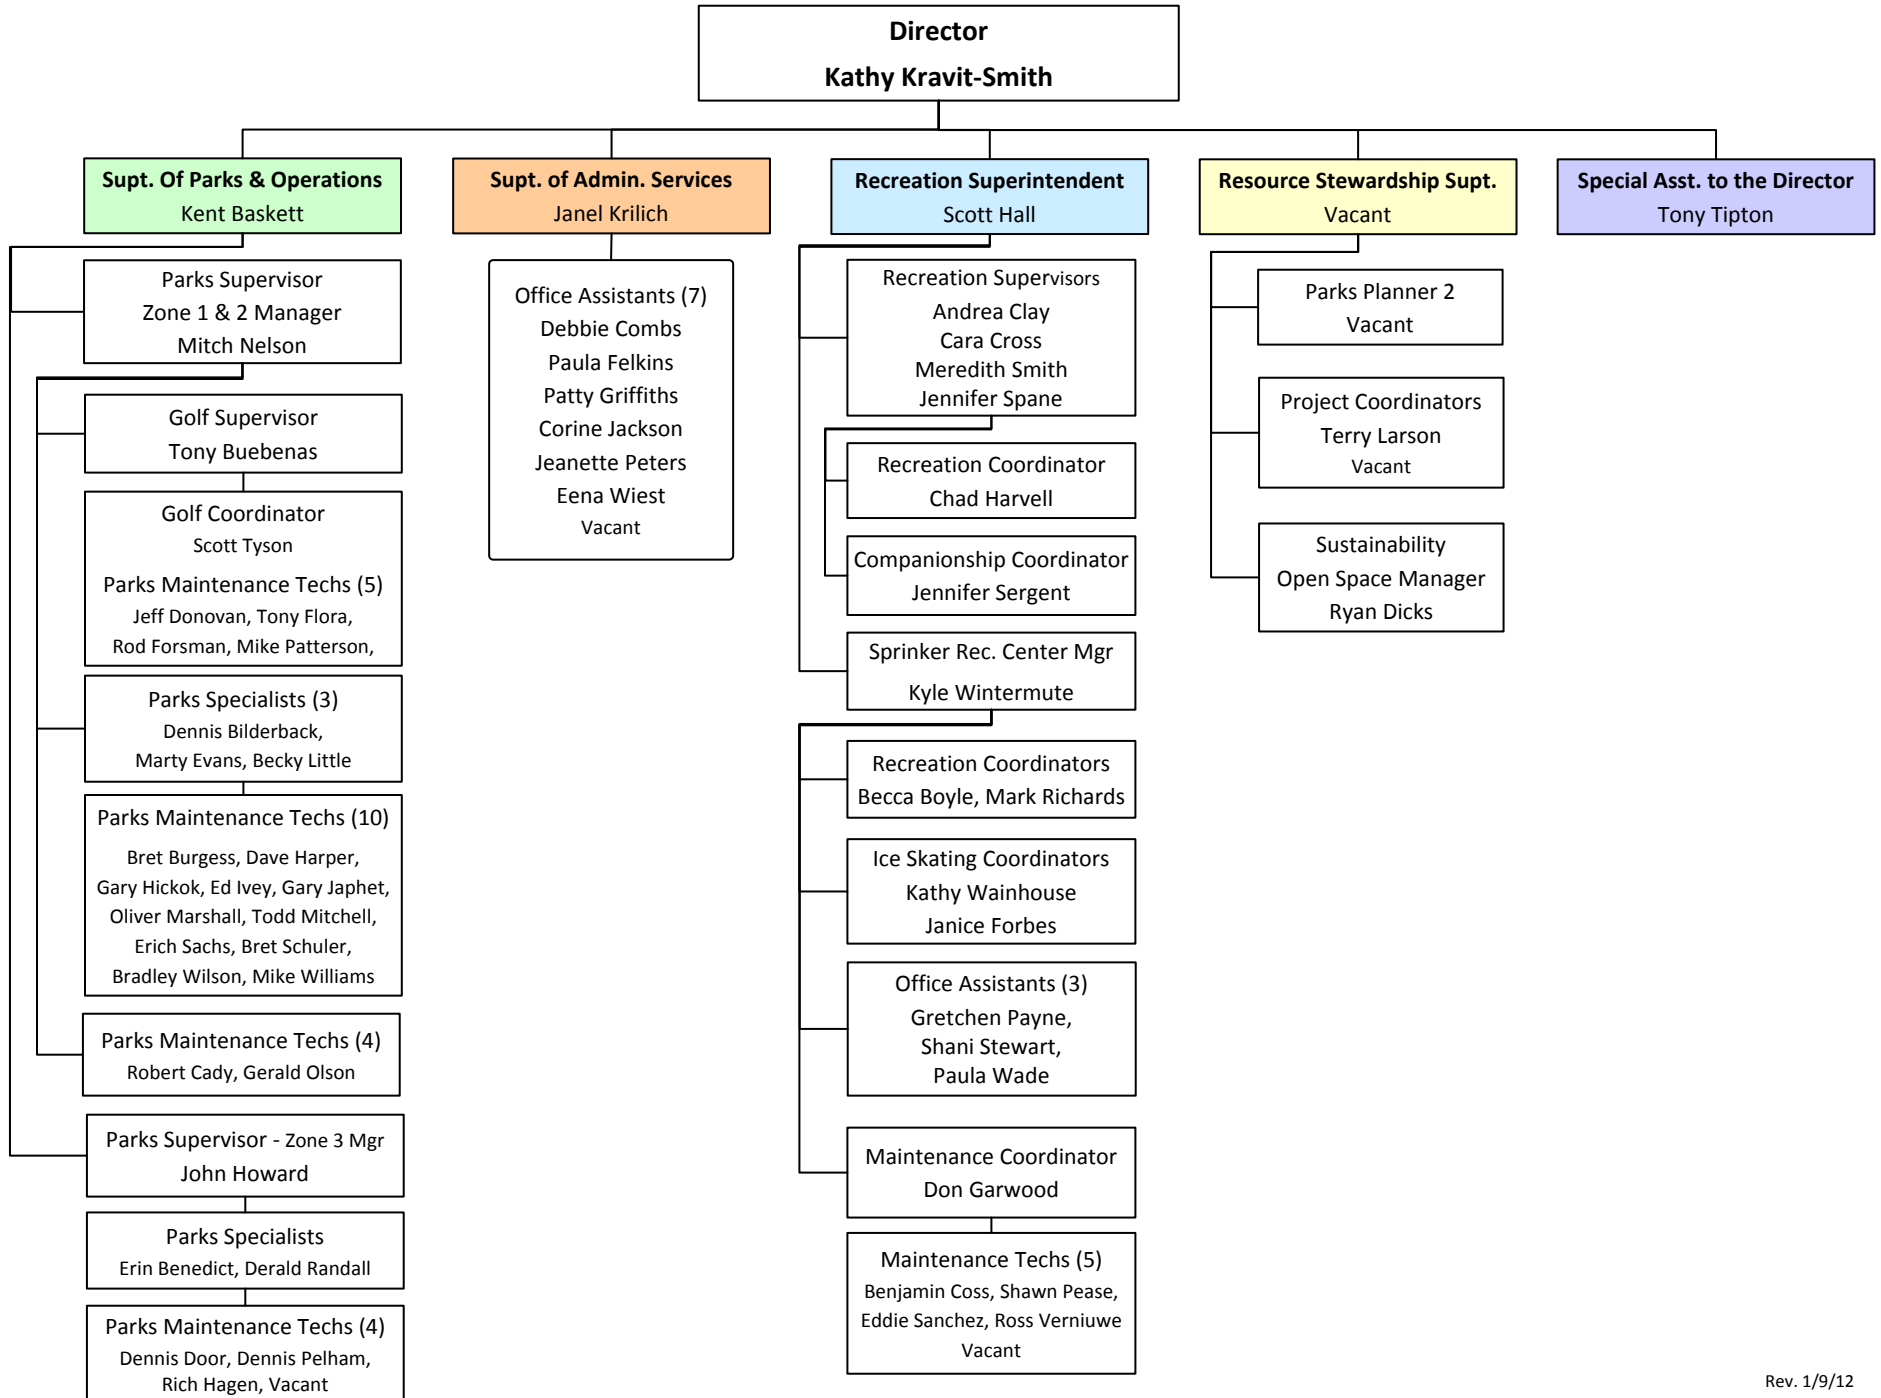 Director
Kathy Kravit-Smith
Supt. Of Parks & Operations
Kent Baskett
Supt. of Admin. Services
Janel Krilich
Recreation Superintendent
Scott Hall
Resource Stewardship Supt.
Vacant
Special Asst. to the Director
Tony Tipton
Parks Supervisor
Zone 1 & 2 Manager
Mitch Nelson
Golf Supervisor
Tony Buebenas
Golf Coordinator
Scott Tyson
Parks Maintenance Techs (5)
Jeff Donovan, Tony Flora,
Rod Forsman, Mike Patterson,
Parks Specialists (3)
Dennis Bilderback,
Marty Evans, Becky Little
Parks Maintenance Techs (10)
Bret Burgess, Dave Harper,
Gary Hickok, Ed Ivey, Gary Japhet,
Oliver Marshall, Todd Mitchell,
Erich Sachs, Bret Schuler,
Bradley Wilson, Mike Williams
Parks Maintenance Techs (4)
Robert Cady, Gerald Olson
Parks Supervisor - Zone 3 Mgr
John Howard
Parks Specialists
Erin Benedict, Derald Randall
Parks Maintenance Techs (4)
Dennis Door, Dennis Pelham,
Rich Hagen, Vacant
Office Assistants (7)
Debbie Combs
Paula Felkins
Patty Griffiths
Corine Jackson
Jeanette Peters
Eena Wiest
Vacant
Recreation Supervisors
Andrea Clay
Cara Cross
Meredith Smith
Jennifer Spane
Recreation Coordinator
Chad Harvell
Companionship Coordinator
Jennifer Sergent
Sprinker Rec. Center Mgr
Kyle Wintermute
Recreation Coordinators
Becca Boyle, Mark Richards
Ice Skating Coordinators
Kathy Wainhouse
Janice Forbes
Office Assistants (3)
Gretchen Payne,
Shani Stewart,
Paula Wade
Maintenance Coordinator
Don Garwood
Maintenance Techs (5)
Benjamin Coss, Shawn Pease,
Eddie Sanchez, Ross Verniuwe
Vacant
Parks Planner 2
Vacant
Project Coordinators
Terry Larson
Vacant
Sustainability
Open Space Manager
Ryan Dicks
Rev. 1/9/12